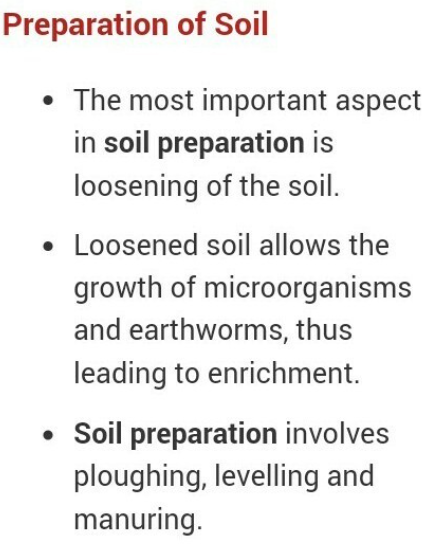 Preparation of Soil
• The most important aspect
in soil preparation is
loosening of the soil.
• Loosened soil allows the
growth of microorganisms
and earthworms, thus
leading to enrichment.
• Soil preparation involves
ploughing, levelling and
manuring.